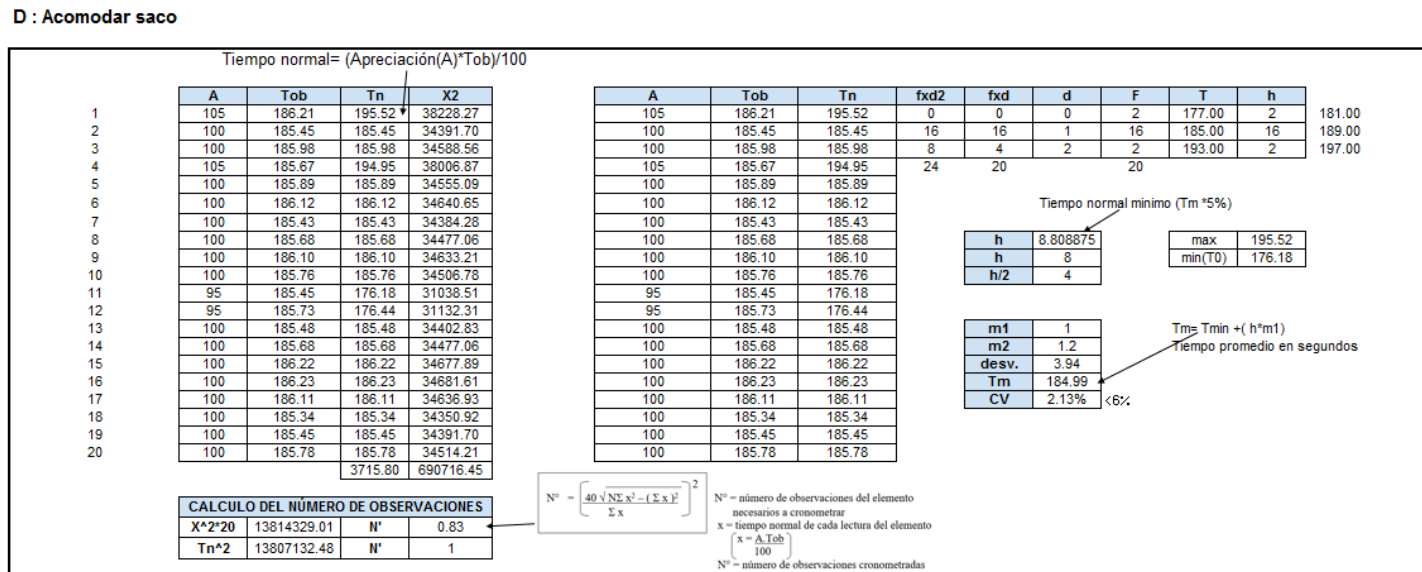 D : Acomodar saco
Tiempo normal= (Apreciación(A)*Tob)/100
A Tob Tn X2 A Tob Tn fxd2 fxd d F T h
1 105 186.21 195.52 38228.27 105 186.21 195.52 0 0 0 2 177.00 2 181.00
2 100 185.45 185.45 34391.70 100 185.45 185.45 16 16 1 16 185.00 16 189.00
3 100 185.98 185.98 34588.56 100 185.98 185.98 8 4 2 2 193.00 2 197.00
4 105 185.67 194.95 38006.87 105 185.67 194.95 24 20 20
5 100 185.89 185.89 34555.09 100 185.89 185.89
6 100 186.12 186.12 34640.65 100 186.12 186.12 Tiempo normal minimo (Tm *5%)
7 100 185.43 185.43 34384.28 100 185.43 185.43
8 100 185.68 185.68 34477.06 100 185.68 185.68 h 8.808875 max 195.52
9 100 186.10 186.10 34633.21 100 186.10 186.10 h 8 min(T0) 176.18
10 100 185.76 185.76 34506.78 100 185.76 185.76 h/2 4
11 95 185.45 176.18 31038.51 95 185.45 176.18
12 95 185.73 176.44 31132.31 95 185.73 176.44
13 100 185.48 185.48 34402.83 100 185.48 185.48 m1 1 Tm= Tmin +( h*m1)
14 100 185.68 185.68 34477.06 100 185.68 185.68 m2 1.2 Tiempo promedio en segundos
15 100 186.22 186.22 34677.89 100 186.22 186.22 desv. 3.94
16 100 186.23 186.23 34681.61 100 186.23 186.23 Tm 184.99
17 100 186.11 186.11 34636.93 100 186.11 186.11 CV 2.13% <6%
18 100 185.34 185.34 34350.92 100 185.34 185.34
19 100 185.45 185.45 34391.70 100 185.45 185.45
20 100 185.78 185.78 34514.21 100 185.78 185.78
3715.80 690716.45
CALCULO DEL NÚMERO DE OBSERVACIONES
X^2*20 13814329.01 N' 0.83
Tn^2 13807132.48 N' 1
N° = (40 √NΣ x² − ( Σ x )² / Σ x)²
N° = número de observaciones del elemento
necesarios a cronometrar
x = tiempo normal de cada lectura del elemento
(x = A.Tob / 100)
N° = número de observaciones cronometradas